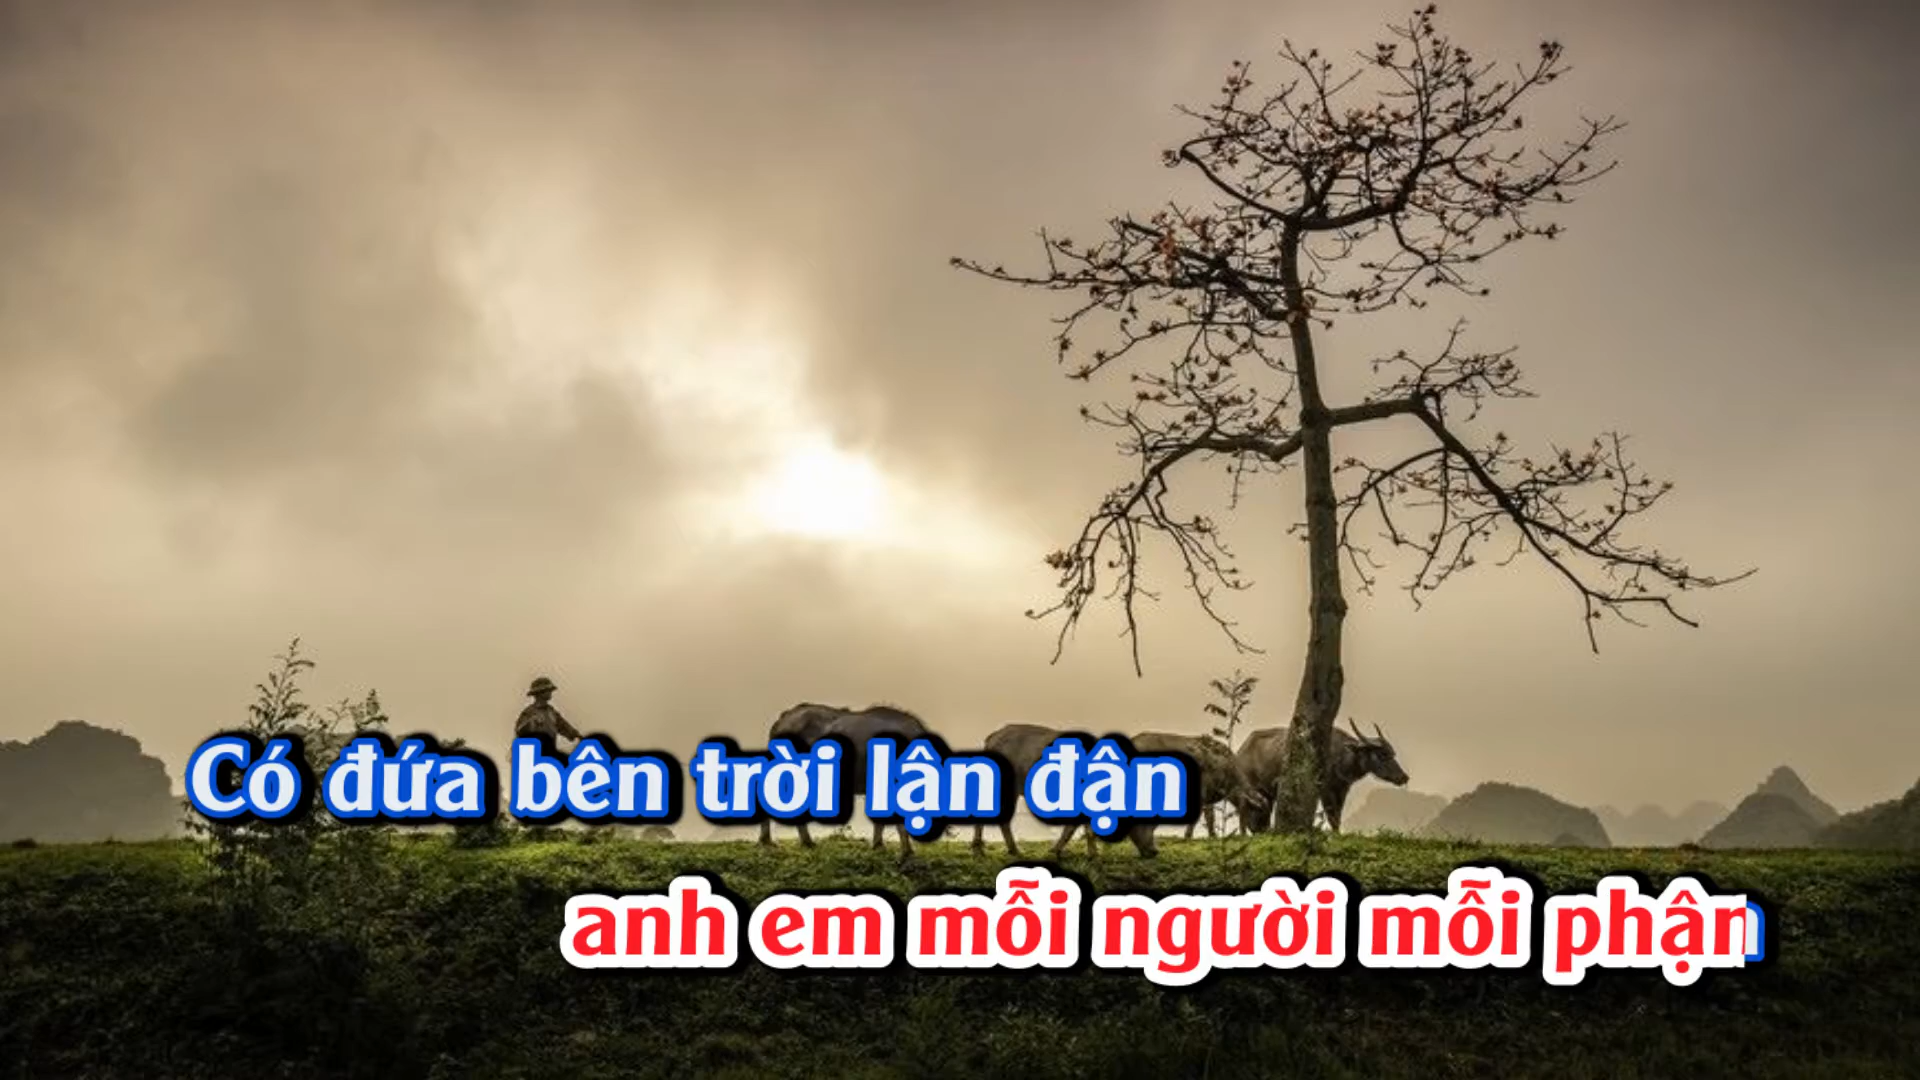 Có đứa bên trời lận đận
anh em mỗi người mỗi phận